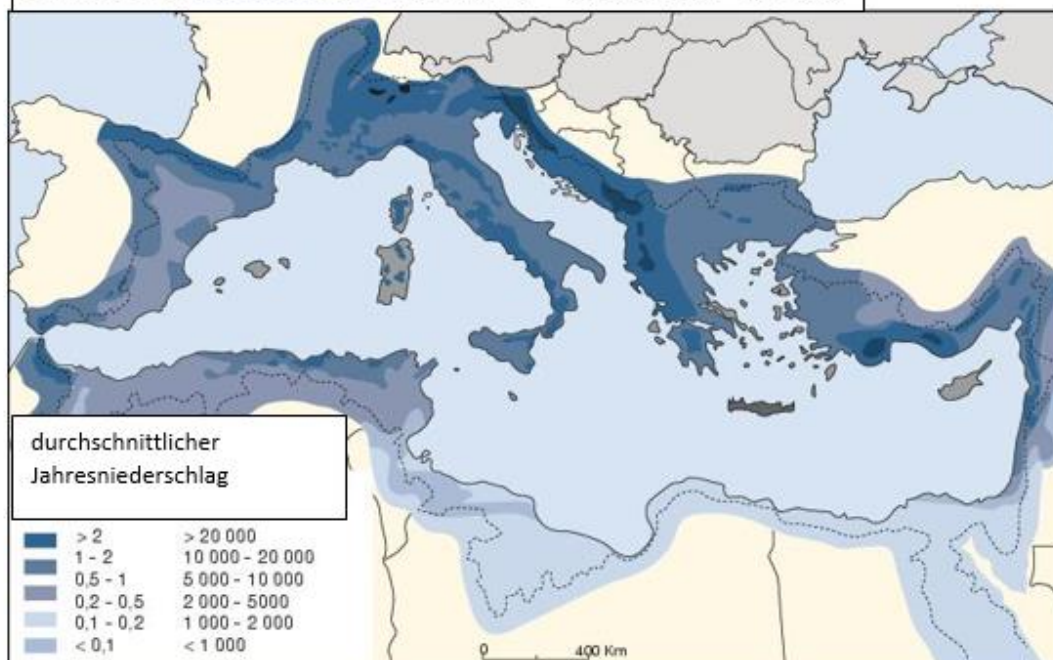 durchschnittlicher
Jahresniederschlag
> 2 > 20 000
1 - 2 10 000 - 20 000
0.5 - 1 5 000 - 10 000
0,2 - 0,5 2 000 - 5000
0,1 - 0,2 1 000 - 2 000
< 0,1 < 1 000
0 400 Km